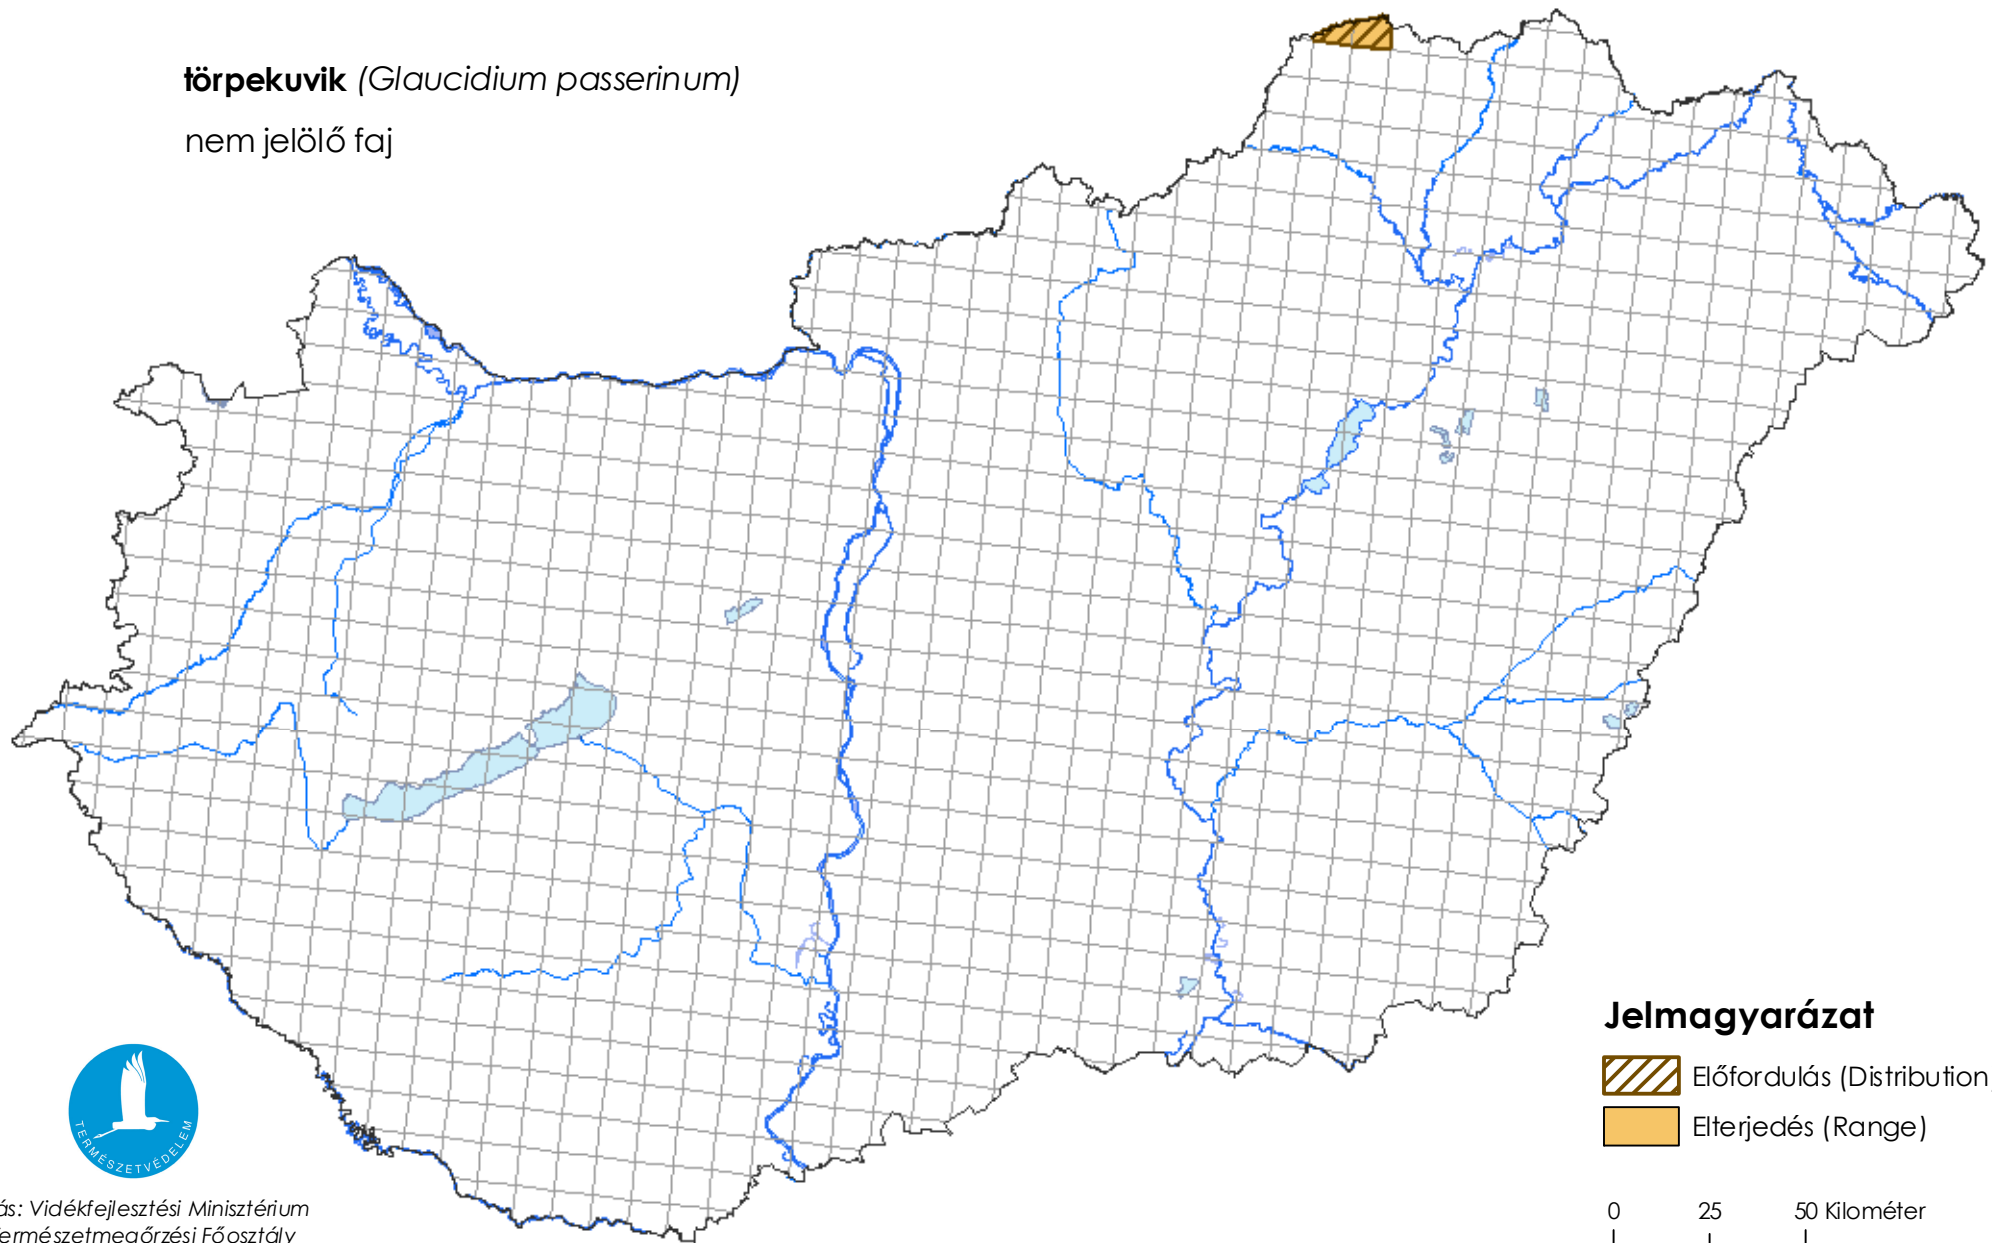 törpekuvik (Glaucidium passerinum)
nem jelölő faj
Jelmagyarázat
Előfordulás (Distribution
Elterjedés (Range)
0 25 50 Kilométer
TERMÉSZETVÉDELEM
ás: Vidékfejlesztési Minisztérium
Természetmegőrzési Főosztály